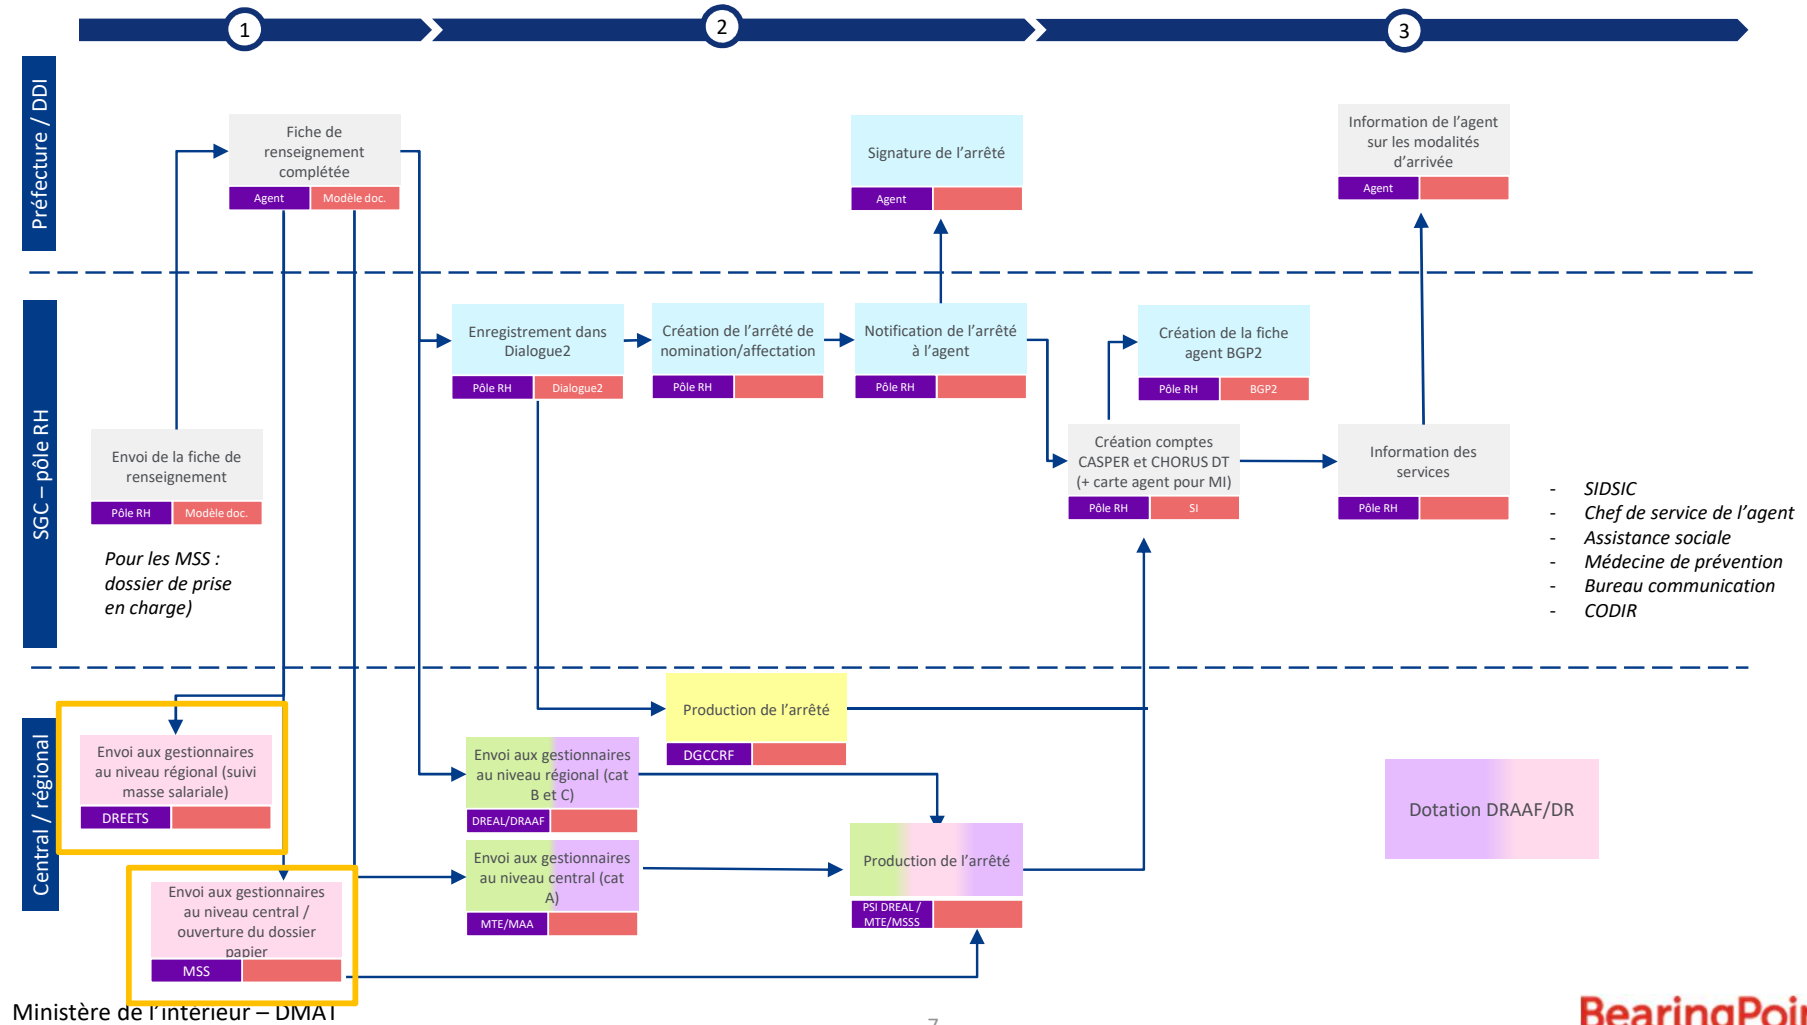 1
2
3
Préfecture / DDI
Fiche de
renseignement
complétée
Agent
Modèle doc.
Signature de l’arrêté
Agent
Information de l’agent
sur les modalités
d’arrivée
Agent
SGC – pôle RH
Enregistrement dans
Dialogue2
Pôle RH
Dialogue2
Création de l’arrêté de
nomination/affectation
Pôle RH
Notification de l’arrêté
à l’agent
Pôle RH
Création de la fiche
agent BGP2
Pôle RH
BGP2
Envoi de la fiche de
renseignement
Pôle RH
Modèle doc.
Création comptes
CASPER et CHORUS DT
(+ carte agent pour MI)
Pôle RH
SI
Information des
services
Pôle RH
- SIDSIC
- Chef de service de l’agent
- Assistance sociale
- Médecine de prévention
- Bureau communication
- CODIR
Pour les MSS :
dossier de prise
en charge)
Central / régional
Production de l’arrêté
DGCCRF
Envoi aux gestionnaires
au niveau régional (suivi
masse salariale)
DREETS
Envoi aux gestionnaires
au niveau régional (cat
B et C)
DREAL/DRAAF
Dotation DRAAF/DR
Envoi aux gestionnaires
au niveau central (cat
A)
MTE/MAA
Production de l’arrêté
PSI DREAL /
MTE/MSSS
Envoi aux gestionnaires
au niveau central /
ouverture du dossier
papier
MSS
Ministère de l’intérieur – DMAT
7
BearingPoi